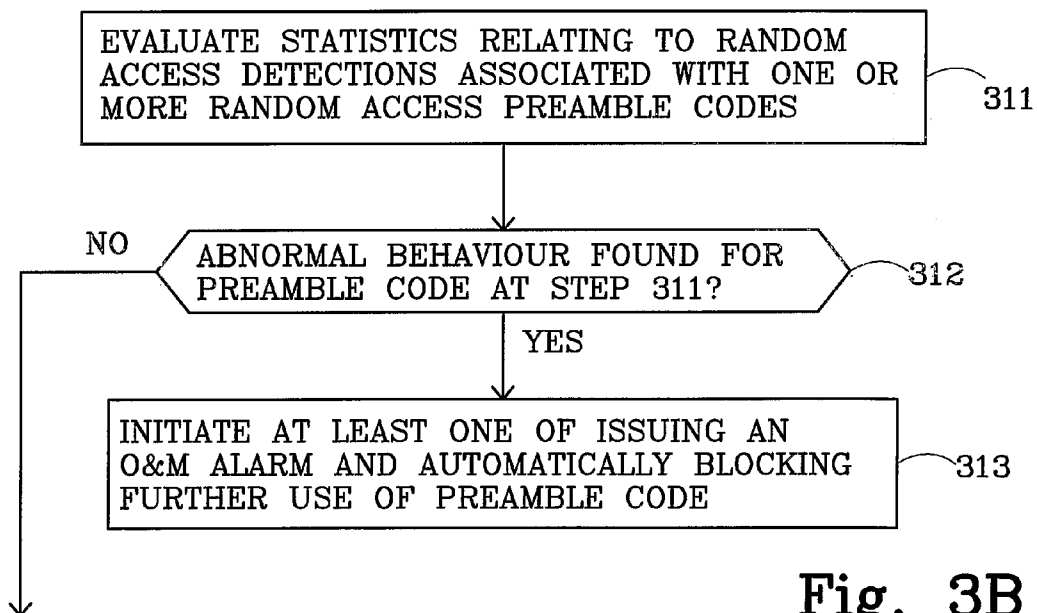 EVALUATE STATISTICS RELATING TO RANDOM
ACCESS DETECTIONS ASSOCIATED WITH ONE OR
MORE RANDOM ACCESS PREAMBLE CODES
311
NO
ABNORMAL BEHAVIOUR FOUND FOR
PREAMBLE CODE AT STEP 311?
312
YES
INITIATE AT LEAST ONE OF ISSUING AN
O&M ALARM AND AUTOMATICALLY BLOCKING
FURTHER USE OF PREAMBLE CODE
313
Fig. 3B